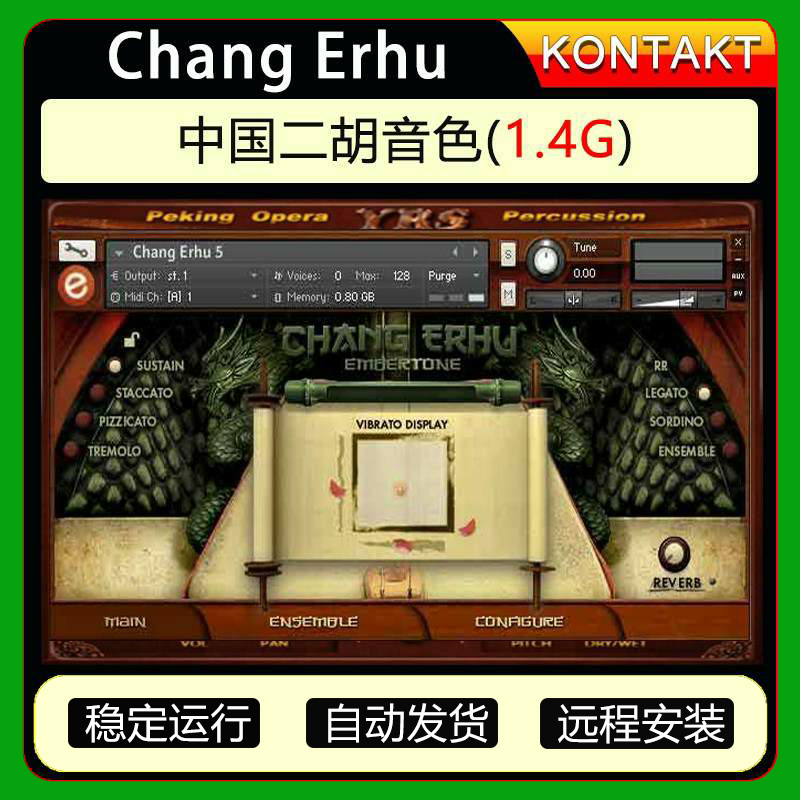 Chang Erhu
KONTAKT
中国二胡音色(1.4G)
Peking Opera YRS Percussion
Chang Erhu 5
Output: st. 1
Voices: 0 Max: 128
Purge
Midi Ch: [A] 1
Memory: 0.80 GB
S
M
Tune
0.00
AUX
PV
e
CHANG ERHU
EMBERTONE
SUSTAIN
STACCATO
PIZZICATO
TREMOLO
VIBRATO DISPLAY
RR
LEGATO
SORDINO
ENSEMBLE
REVERB
MAIN
ENSEMBLE
CONFIGURE
VOL
PAN
PITCH
DRY/WET
稳定运行
自动发货
远程安装